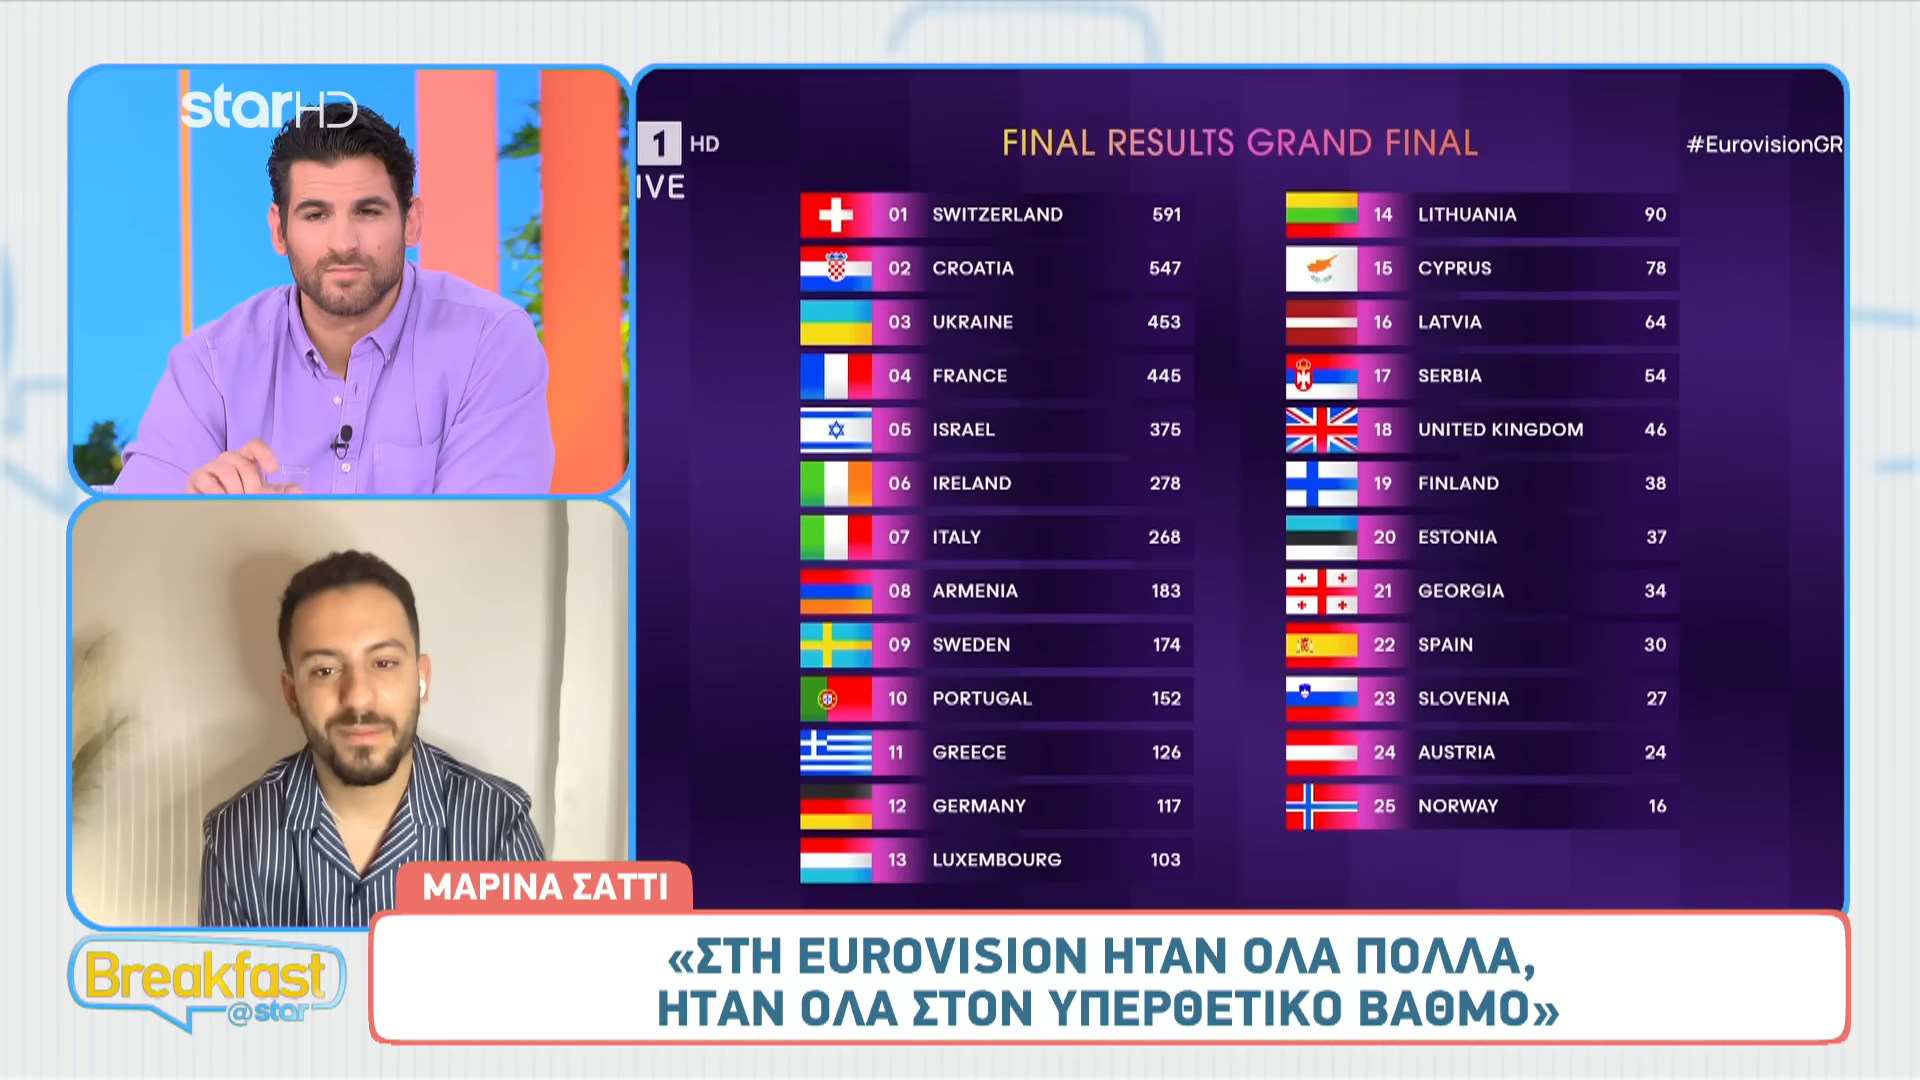 starHD
1 HD
IVE
FINAL RESULTS GRAND FINAL
#EurovisionGR
01 SWITZERLAND 591
02 CROATIA 547
03 UKRAINE 453
04 FRANCE 445
05 ISRAEL 375
06 IRELAND 278
07 ITALY 268
08 ARMENIA 183
09 SWEDEN 174
10 PORTUGAL 152
11 GREECE 126
12 GERMANY 117
13 LUXEMBOURG 103
14 LITHUANIA 90
15 CYPRUS 78
16 LATVIA 64
17 SERBIA 54
18 UNITED KINGDOM 46
19 FINLAND 38
20 ESTONIA 37
21 GEORGIA 34
22 SPAIN 30
23 SLOVENIA 27
24 AUSTRIA 24
25 NORWAY 16
ΜΑΡΙΝΑ ΣΑΤΤΙ
«ΣΤΗ EUROVISION ΗΤΑΝ ΟΛΑ ΠΟΛΛΑ,
ΗΤΑΝ ΟΛΑ ΣΤΟΝ ΥΠΕΡΘΕΤΙΚΟ ΒΑΘΜΟ»
Breakfast
@star